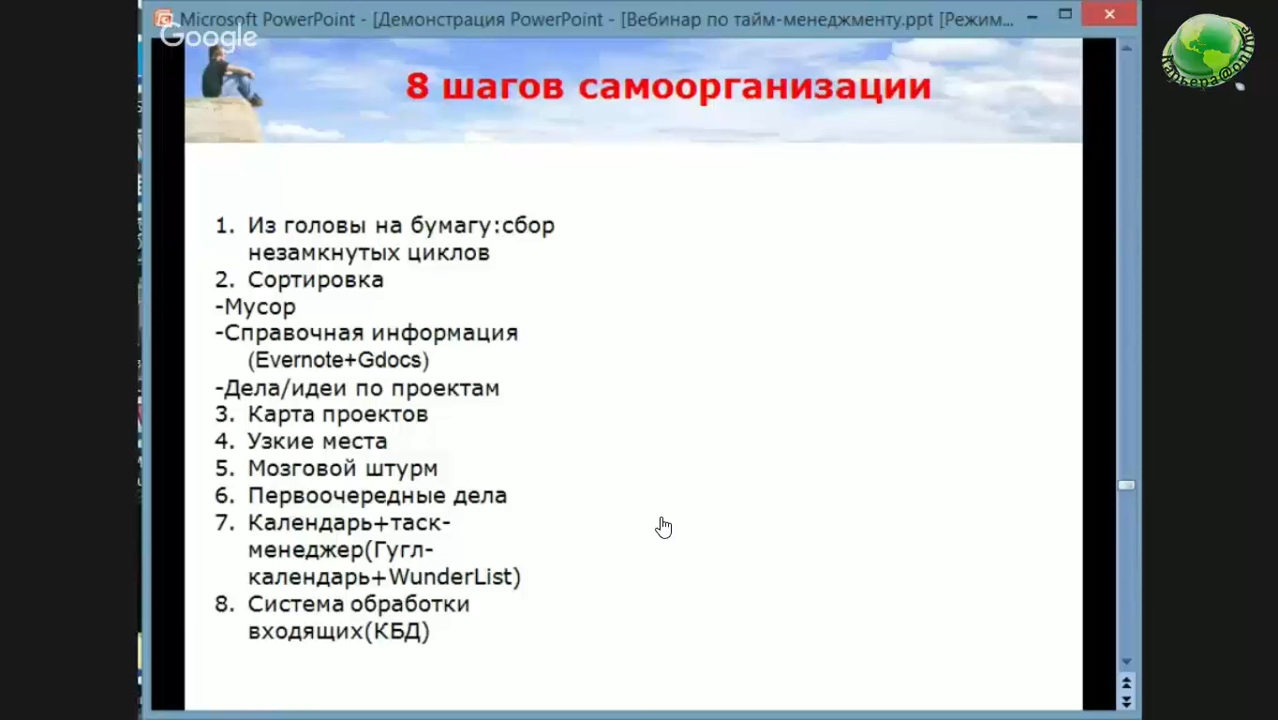 Microsoft PowerPoint - [Демонстрация PowerPoint - [Вебинар по тайм-менеджменту.ppt [Режим...
Google
Карьера@online
8 шагов самоорганизации
1. Из головы на бумагу:сбор
незамкнутых циклов
2. Сортировка
-Мусор
-Справочная информация
(Evernote+Gdocs)
-Дела/идеи по проектам
3. Карта проектов
4. Узкие места
5. Мозговой штурм
6. Первоочередные дела
7. Календарь+таск-
менеджер(Гугл-
календарь+WunderList)
8. Система обработки
входящих(КБД)